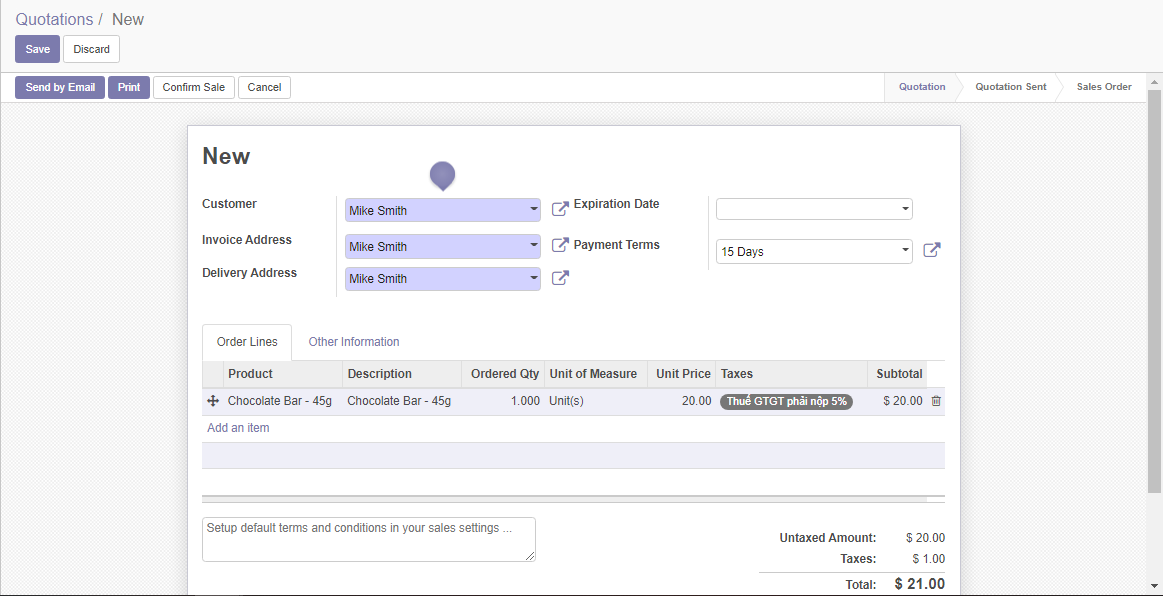 Quotations / New
Save Discard
Send by Email Print Confirm Sale Cancel Quotation Quotation Sent Sales Order
New
Customer Mike Smith Expiration Date
Invoice Address Mike Smith Payment Terms 15 Days
Delivery Address Mike Smith
Order Lines Other Information
Product Description Ordered Qty Unit of Measure Unit Price Taxes Subtotal
Chocolate Bar - 45g Chocolate Bar - 45g 1.000 Unit(s) 20.00 Thuế GTGT phải nộp 5% $ 20.00
Add an item
Setup default terms and conditions in your sales settings ...
Untaxed Amount: $ 20.00
Taxes: $ 1.00
Total: $ 21.00